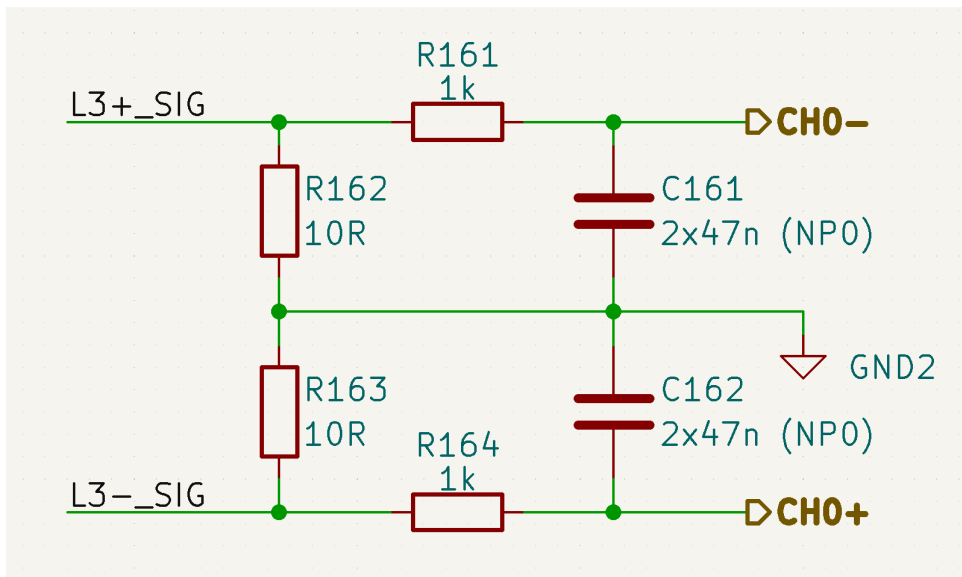 R161
1k
L3+_SIG
CH0-
R162
10R
C161
2x47n (NP0)
GND2
R163
10R
C162
2x47n (NP0)
R164
1k
L3-_SIG
CH0+